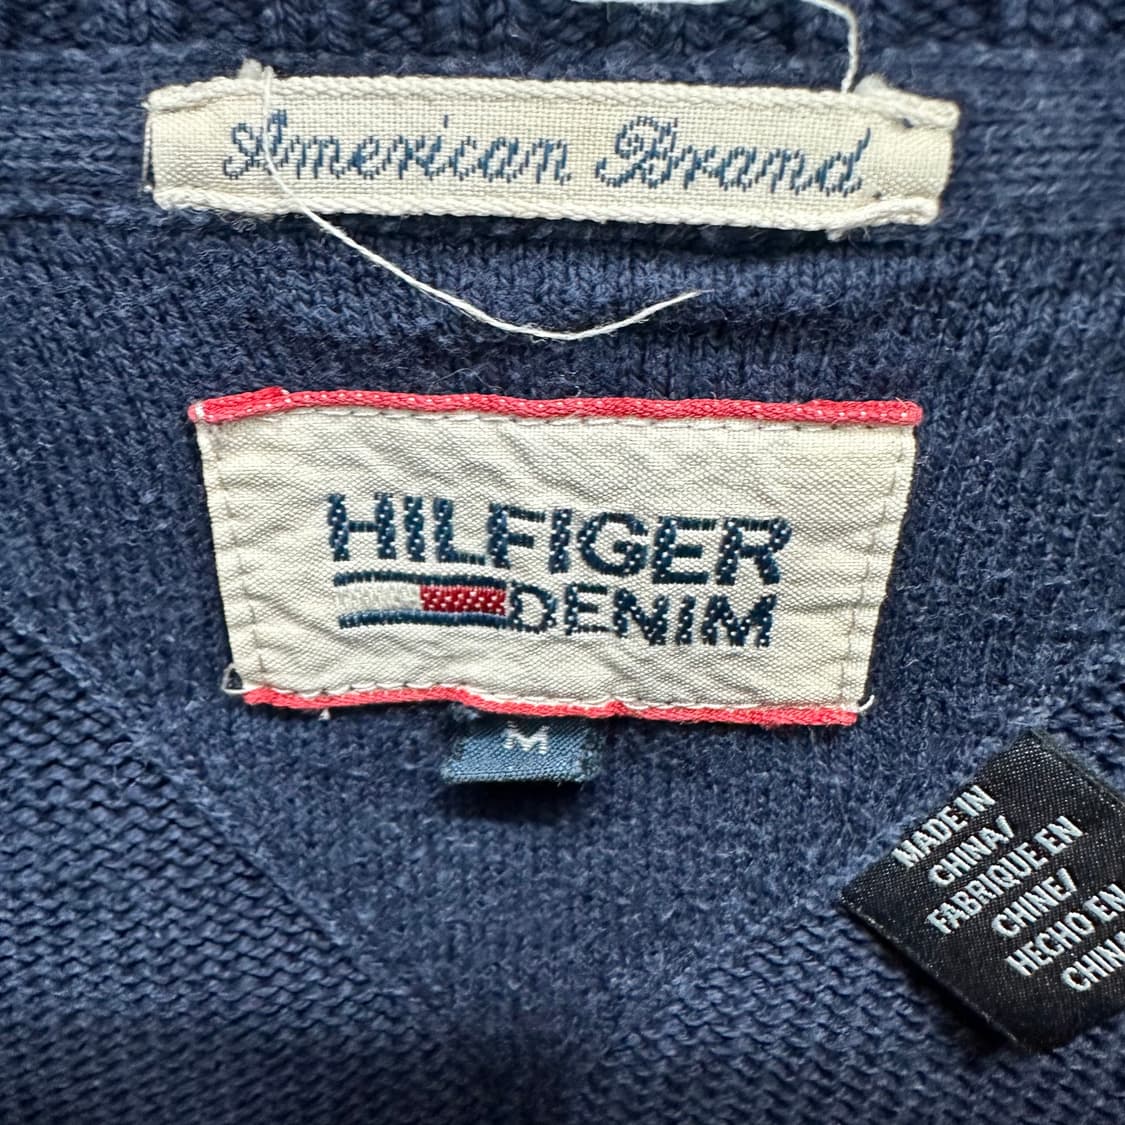 American Brand
HILFIGER
DENIM
M
MADE IN
CHINA/
FABRIQUE EN
CHINE/
HECHO EN
CHINA